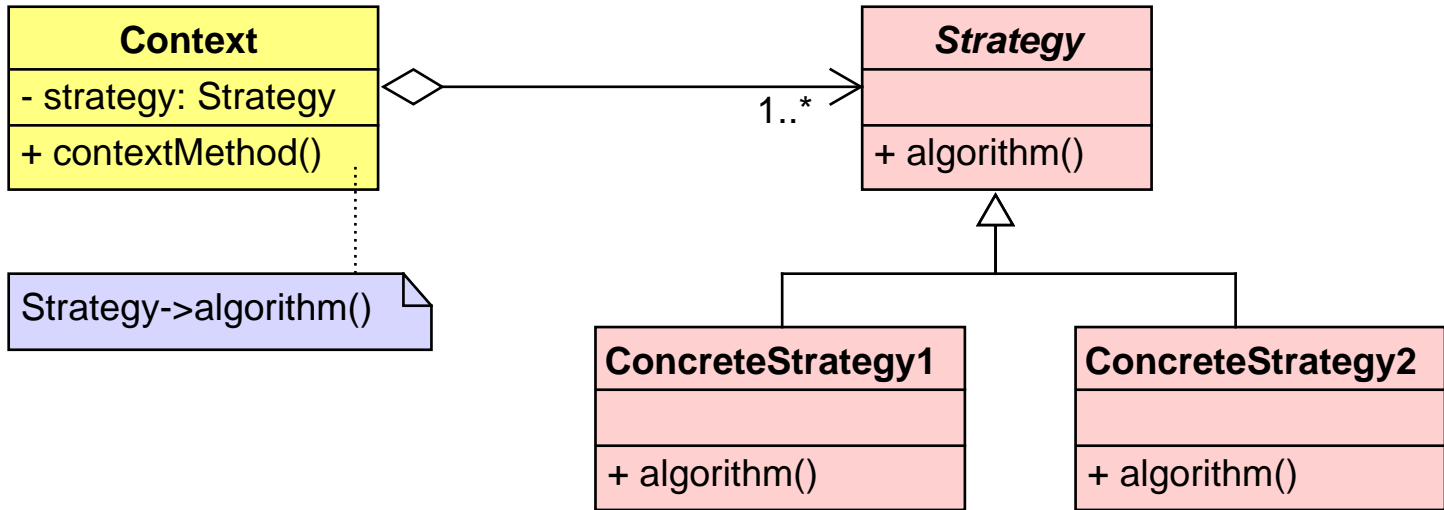 Context
- strategy: Strategy
+ contextMethod()
1..*
Strategy
+ algorithm()
Strategy->algorithm()
ConcreteStrategy1
+ algorithm()
ConcreteStrategy2
+ algorithm()